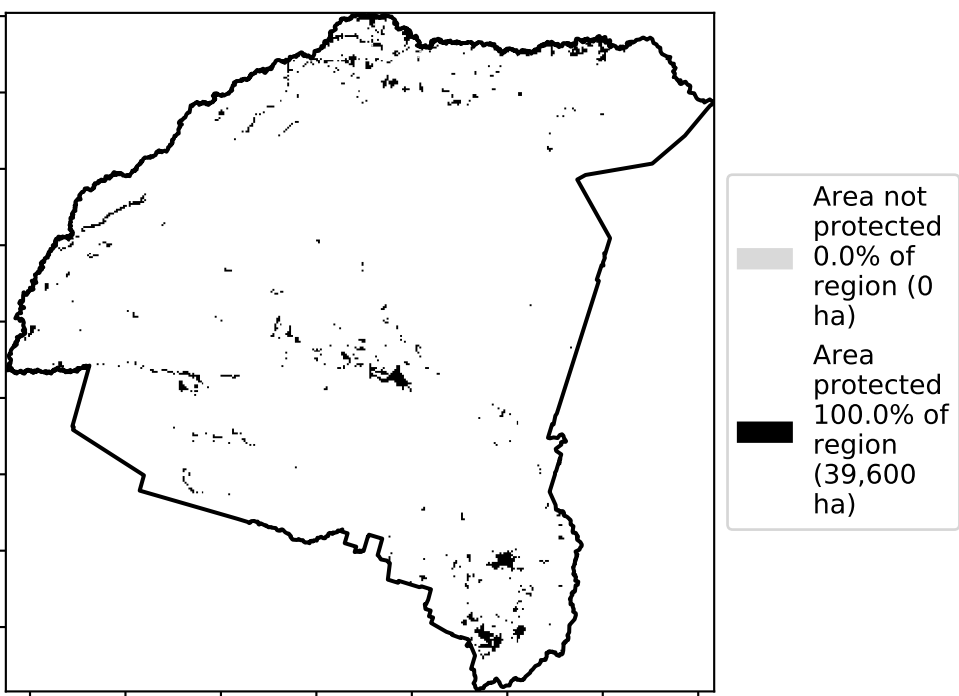 Area not
protected
0.0% of
region (0
ha)
Area
protected
100.0% of
region
(39,600
ha)